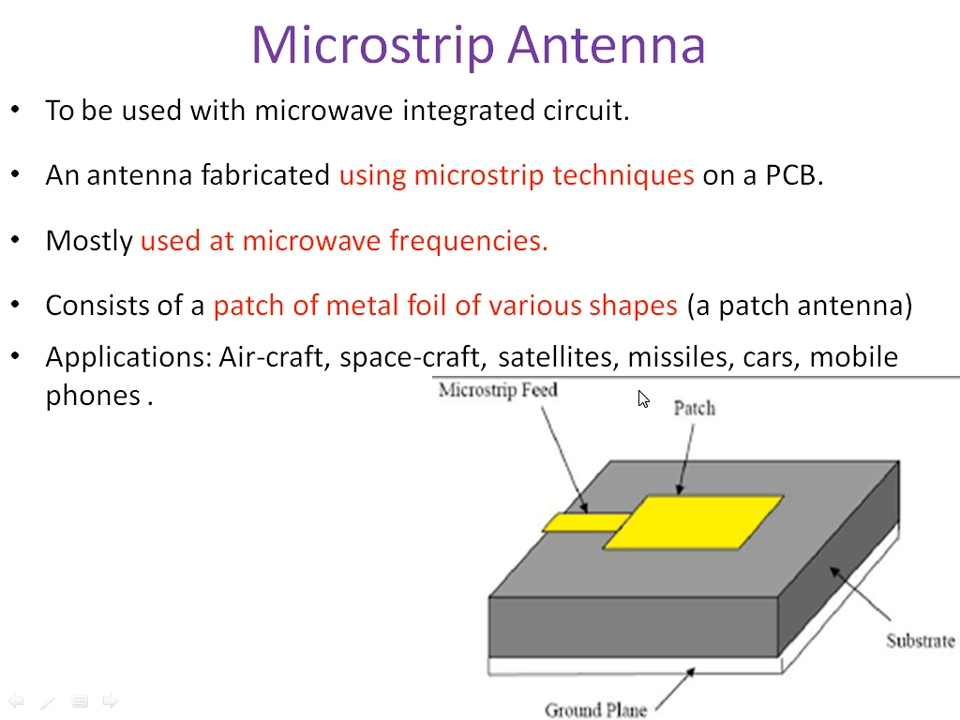 Microstrip Antenna
• To be used with microwave integrated circuit.
• An antenna fabricated using microstrip techniques on a PCB.
• Mostly used at microwave frequencies.
• Consists of a patch of metal foil of various shapes (a patch antenna)
• Applications: Air-craft, space-craft, satellites, missiles, cars, mobile
phones .
Microstrip Feed
Patch
Substrate
Ground Plane